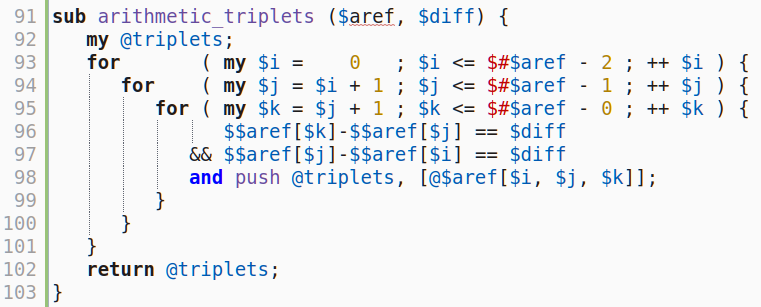 91 sub arithmetic_triplets ($aref, $diff) {
92    my @triplets;
93    for       ( my $i =    0   ; $i <= $#$aref - 2 ; ++ $i ) {
94       for    ( my $j = $i + 1 ; $j <= $#$aref - 1 ; ++ $j ) {
95          for ( my $k = $j + 1 ; $k <= $#$aref - 0 ; ++ $k ) {
96                $$aref[$k]-$$aref[$j] == $diff
97             && $$aref[$j]-$$aref[$i] == $diff
98             and push @triplets, [@$aref[$i, $j, $k]];
99          }
100       }
101    }
102    return @triplets;
103 }